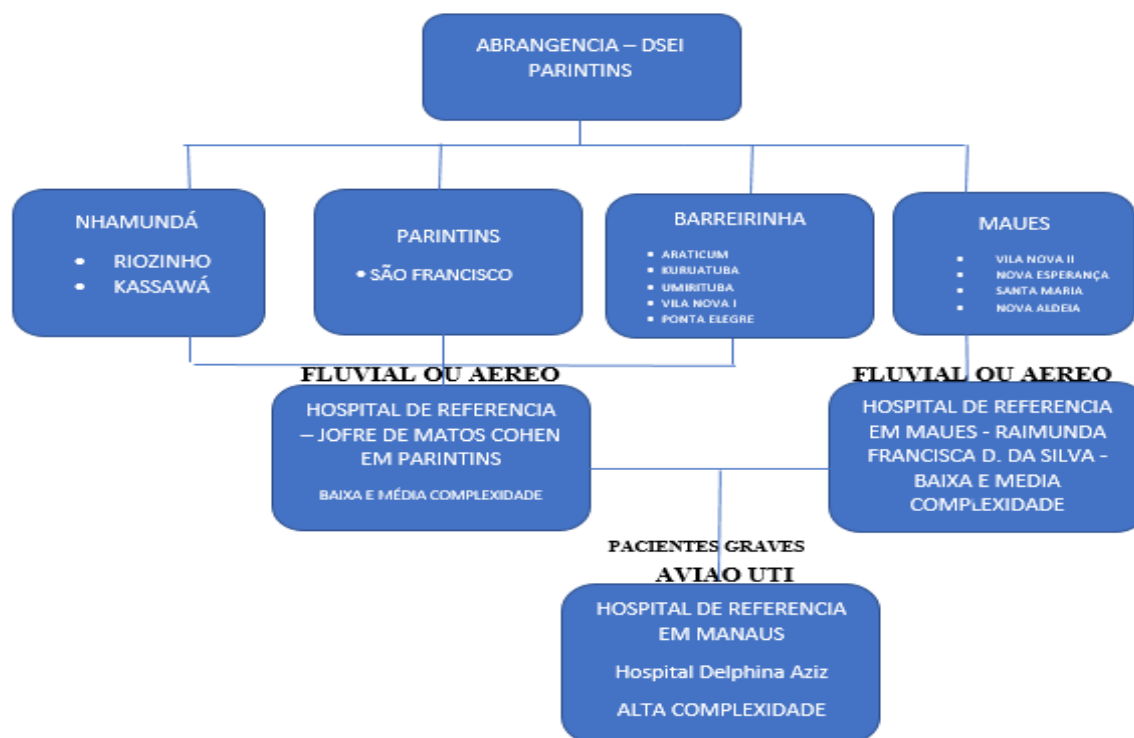 ABRANGENCIA – DSEI
PARINTINS
NHAMUNDÁ
• RIOZINHO
• KASSAWÁ
PARINTINS
• SÃO FRANCISCO
BARREIRINHA
• ARATICUM
• KURUATUBA
• UMIRITUBA
• VILA NOVA I
• PONTA ELEGRE
MAUES
• VILA NOVA II
• NOVA ESPERANÇA
• SANTA MARIA
• NOVA ALDEIA
FLUVIAL OU AEREO
HOSPITAL DE REFERENCIA
– JOFRE DE MATOS COHEN
EM PARINTINS
BAIXA E MÉDIA COMPLEXIDADE
FLUVIAL OU AEREO
HOSPITAL DE REFERENCIA
EM MAUES - RAIMUNDA
FRANCISCA D. DA SILVA -
BAIXA E MEDIA
COMPLEXIDADE
PACIENTES GRAVES
AVIAO UTI
HOSPITAL DE REFERENCIA
EM MANAUS
Hospital Delphina Aziz
ALTA COMPLEXIDADE